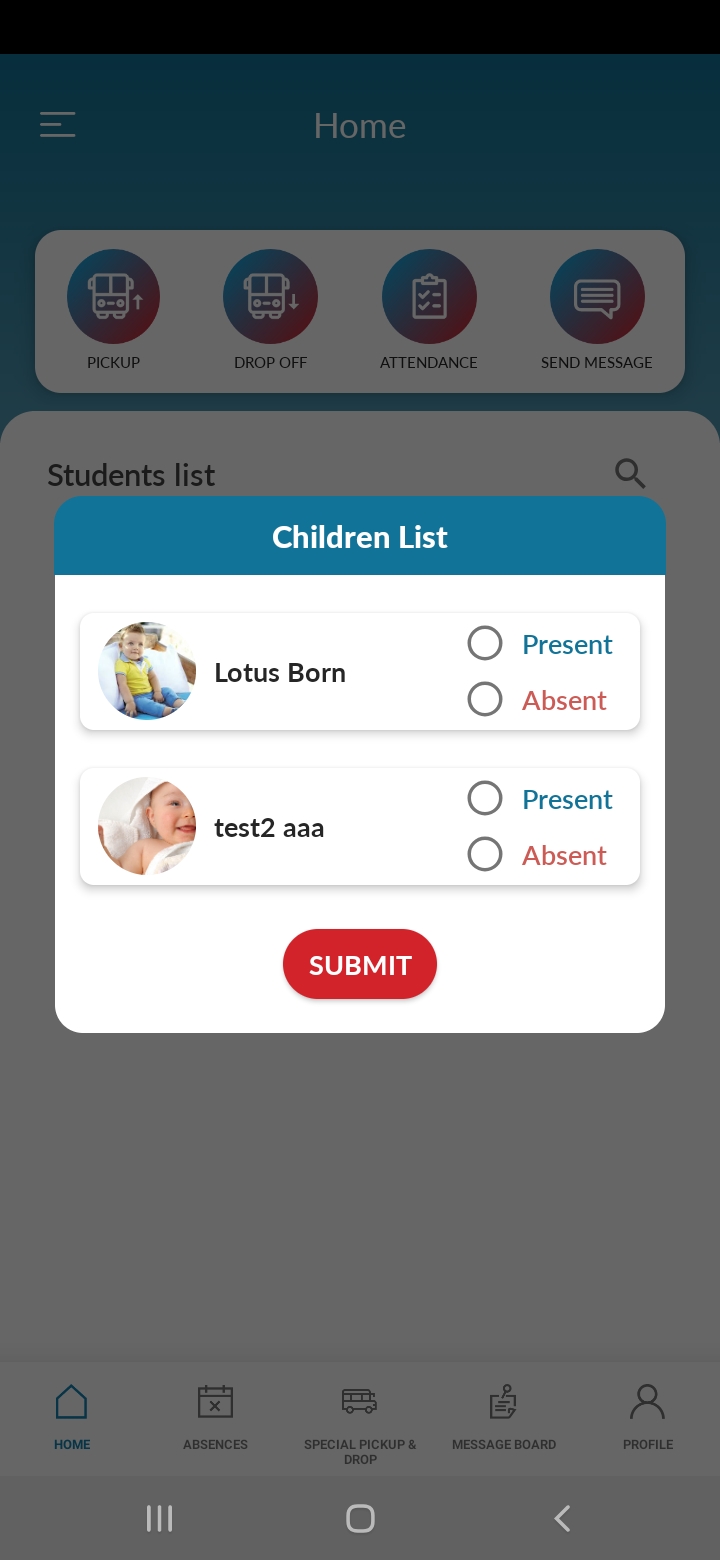 Home
PICKUP
DROP OFF
ATTENDANCE
SEND MESSAGE
Students list
Children List
Lotus Born
Present
Absent
test2 aaa
Present
Absent
SUBMIT
HOME
ABSENCES
SPECIAL PICKUP &
DROP
MESSAGE BOARD
PROFILE